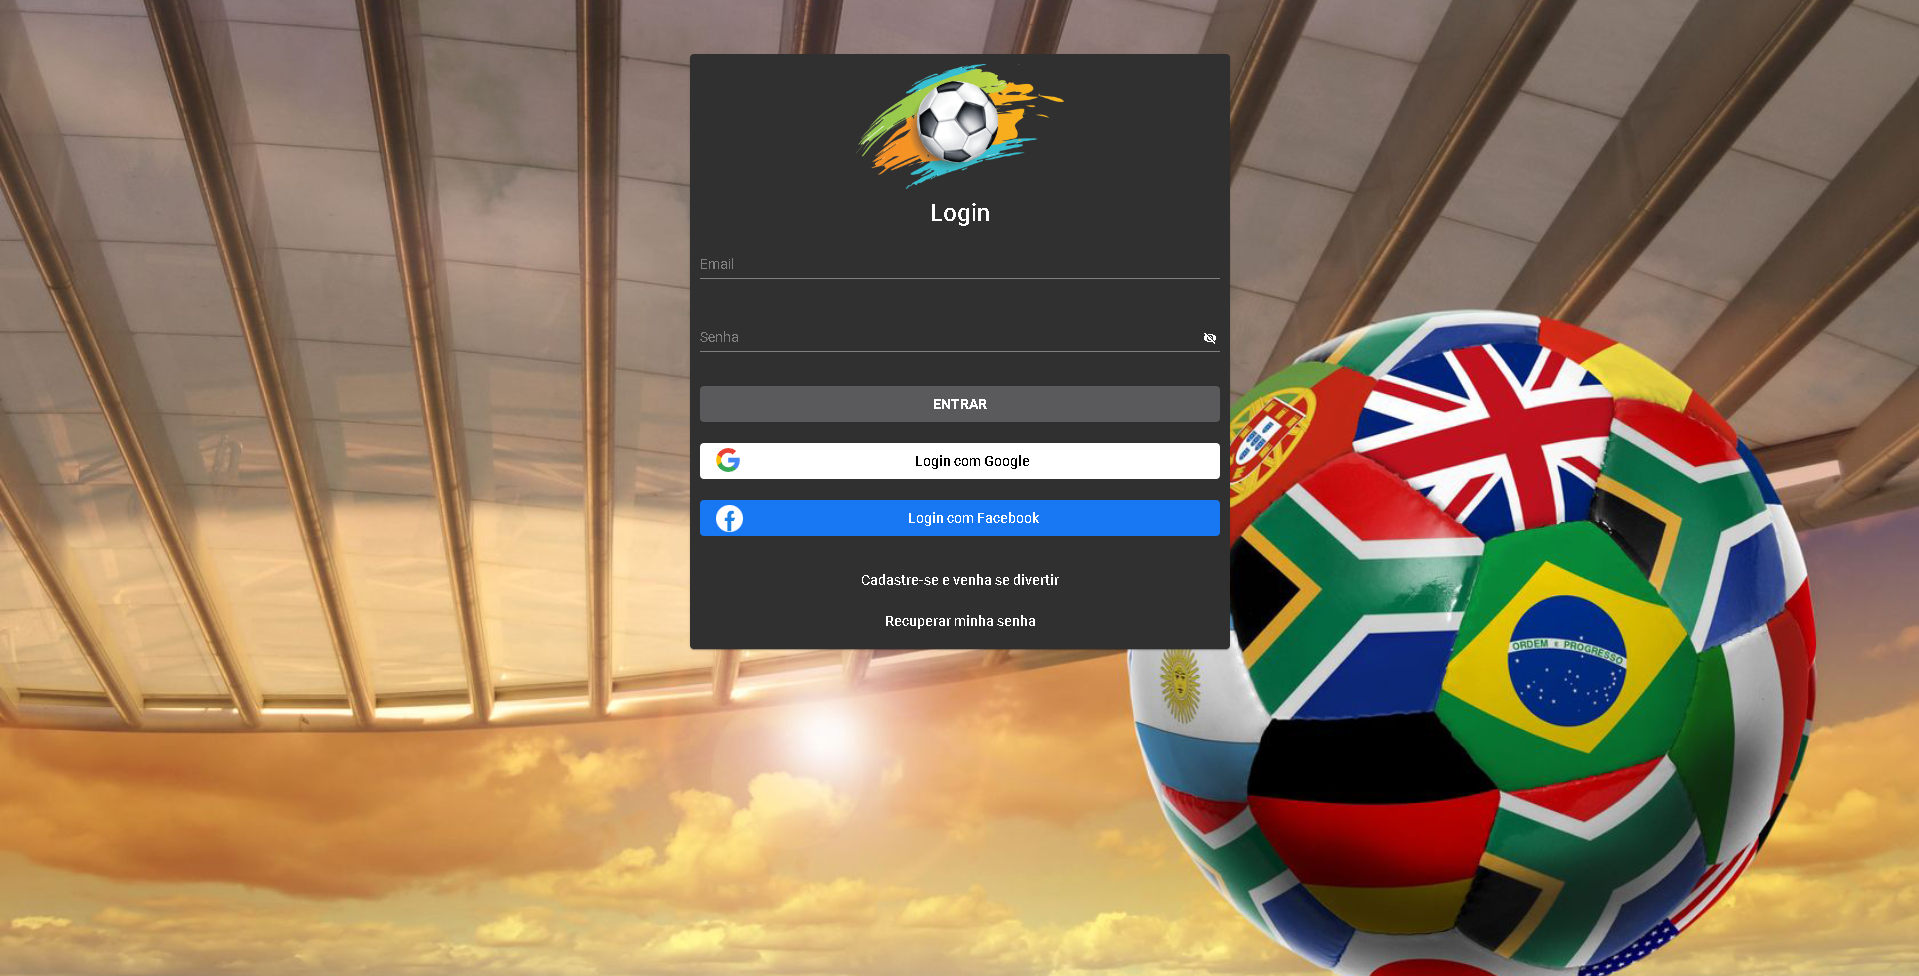 Login
Email
Senha
ENTRAR
Login com Google
Login com Facebook
Cadastre-se e venha se divertir
Recuperar minha senha
ORDEM E PROGRESSO